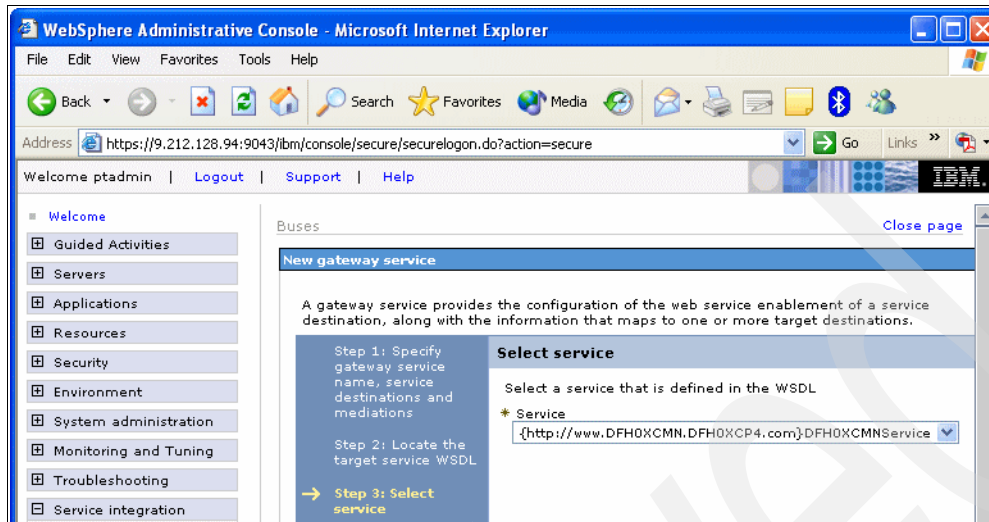 WebSphere Administrative Console - Microsoft Internet Explorer
File Edit View Favorites Tools Help
Back Search Favorites Media
Address https://9.212.128.94:9043/ibm/console/secure/securelogon.do?action=secure Go Links »
Welcome ptadmin | Logout | Support | Help IBM.
Welcome
Guided Activities
Servers
Applications
Resources
Security
Environment
System administration
Monitoring and Tuning
Troubleshooting
Service integration
Buses Close page
New gateway service
A gateway service provides the configuration of the web service enablement of a service
destination, along with the information that maps to one or more target destinations.
Step 1: Specify
gateway service
name, service
destinations and
mediations
Step 2: Locate the
target service WSDL
Step 3: Select
service
Select service
Select a service that is defined in the WSDL
* Service
{http://www.DFH0XCMN.DFH0XCP4.com}DFH0XCMNService